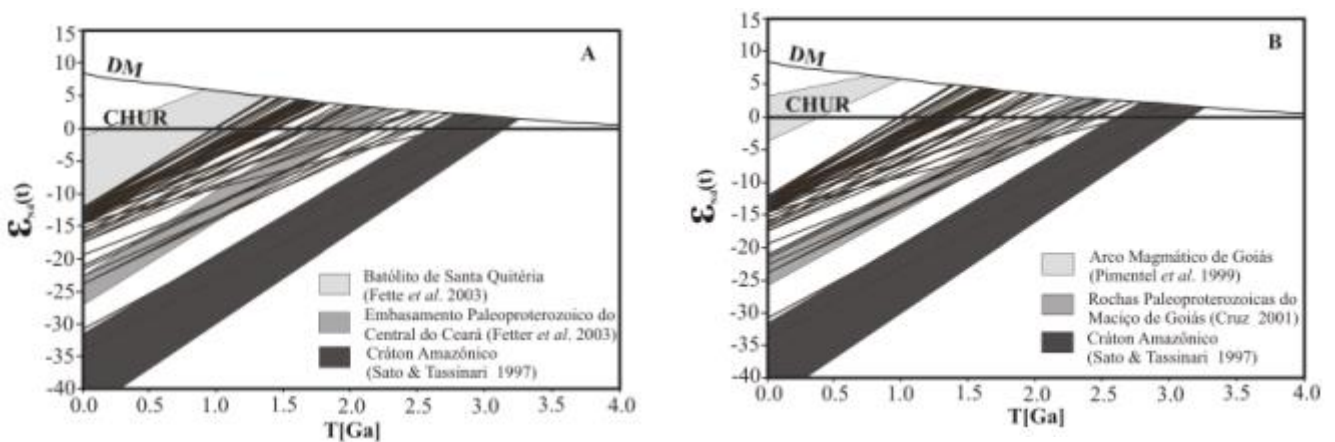 15
10
5
0
-5
-10
-15
-20
-25
-30
-35
-40
εNd(t)
DM
CHUR
A
Batólito de Santa Quitéria
(Fette et al. 2003)
Embasamento Paleoproterozoico do
Central do Ceará (Fetter et al. 2003)
Cráton Amazônico
(Sato & Tassinari 1997)
0.0 0.5 1.0 1.5 2.0 2.5 3.0 3.5 4.0
T[Ga]
15
10
5
0
-5
-10
-15
-20
-25
-30
-35
-40
εNd(t)
DM
CHUR
B
Arco Magmático de Goiás
(Pimentel et al. 1999)
Rochas Paleoproterozoicas do
Maciço de Goiás (Cruz 2001)
Cráton Amazônico
(Sato & Tassinari 1997)
0.0 0.5 1.0 1.5 2.0 2.5 3.0 3.5 4.0
T[Ga]